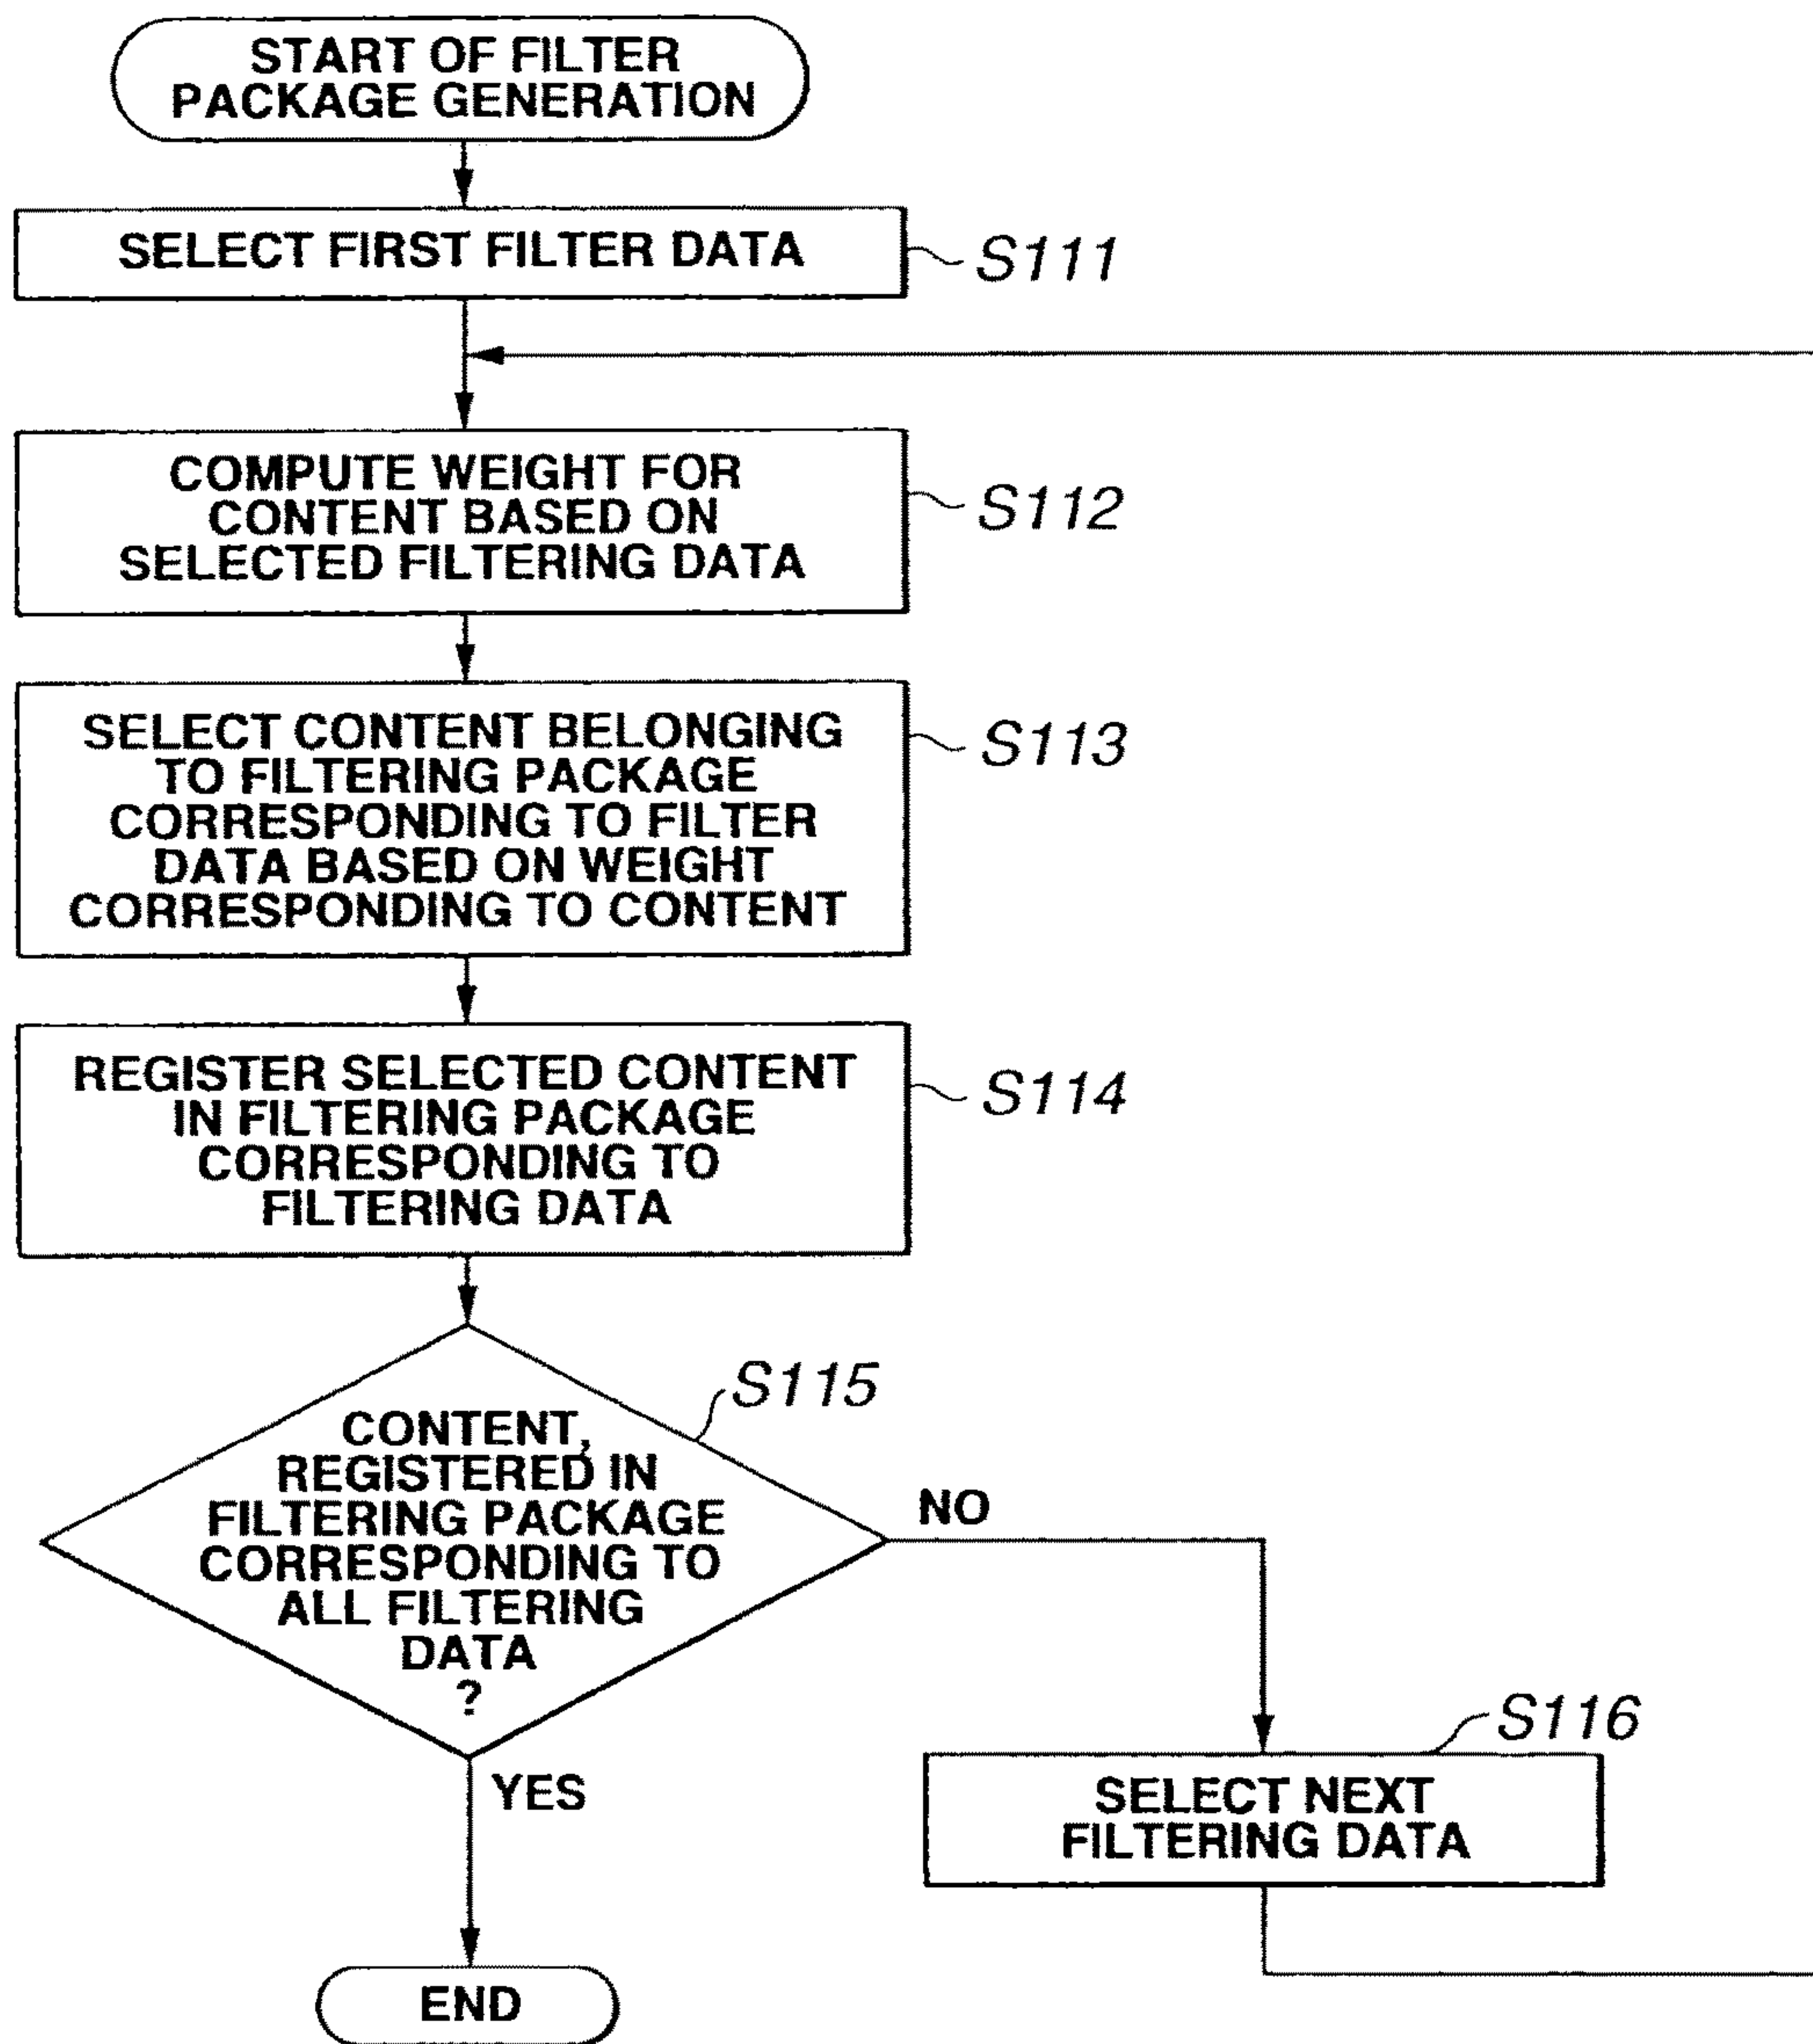 START OF FILTER
PACKAGE GENERATION
SELECT FIRST FILTER DATA
S111
COMPUTE WEIGHT FOR
CONTENT BASED ON
SELECTED FILTERING DATA
S112
SELECT CONTENT BELONGING
TO FILTERING PACKAGE
CORRESPONDING TO FILTER
DATA BASED ON WEIGHT
CORRESPONDING TO CONTENT
S113
REGISTER SELECTED CONTENT
IN FILTERING PACKAGE
CORRESPONDING TO
FILTERING DATA
S114
CONTENT,
REGISTERED IN
FILTERING PACKAGE
CORRESPONDING TO
ALL FILTERING
DATA
?
S115
NO
YES
S116
SELECT NEXT
FILTERING DATA
END